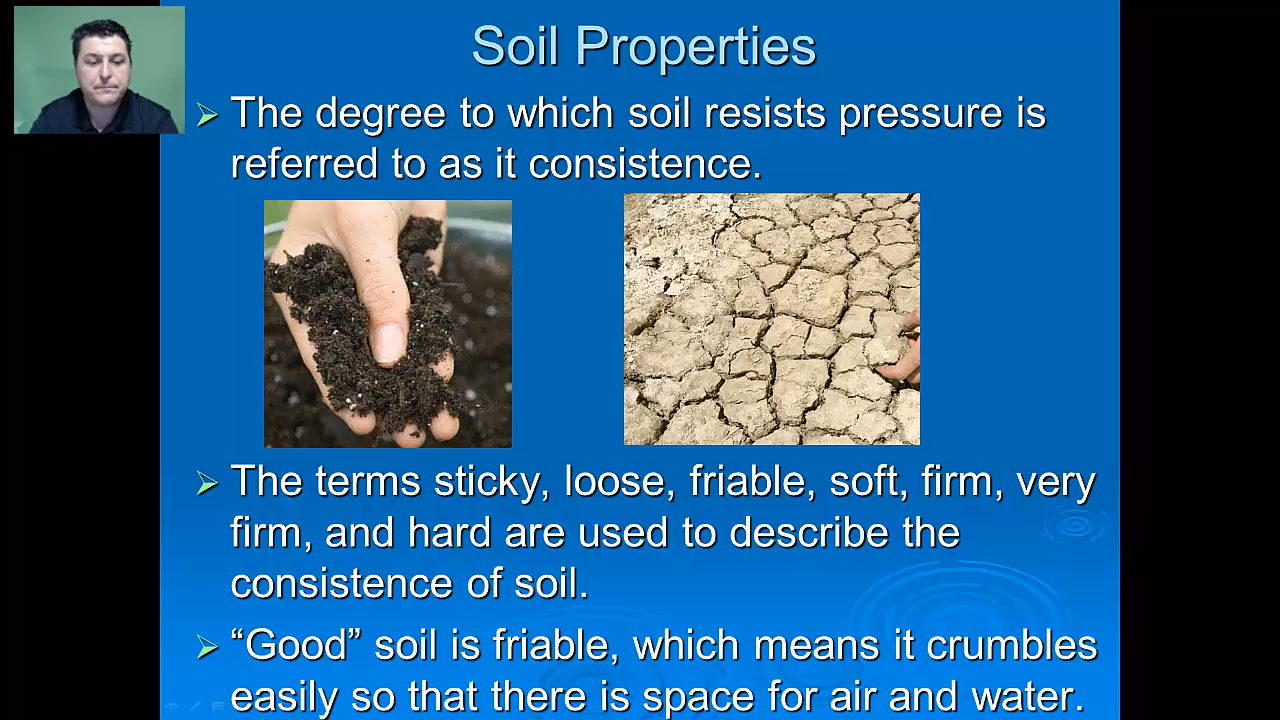 Soil Properties
The degree to which soil resists pressure is
referred to as it consistence.
The terms sticky, loose, friable, soft, firm, very
firm, and hard are used to describe the
consistence of soil.
“Good” soil is friable, which means it crumbles
easily so that there is space for air and water.